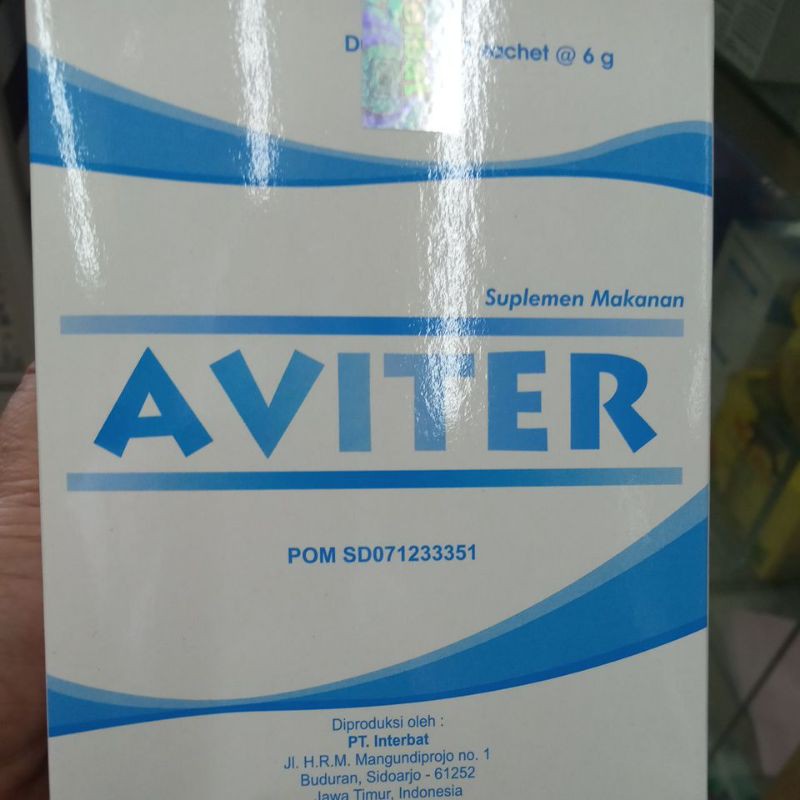 sachet @ 6 g
Suplemen Makanan
AVITER
POM SD071233351
Diproduksi oleh :
PT. Interbat
Jl. H.R.M. Mangundiprojo no. 1
Buduran, Sidoarjo - 61252
Jawa Timur, Indonesia